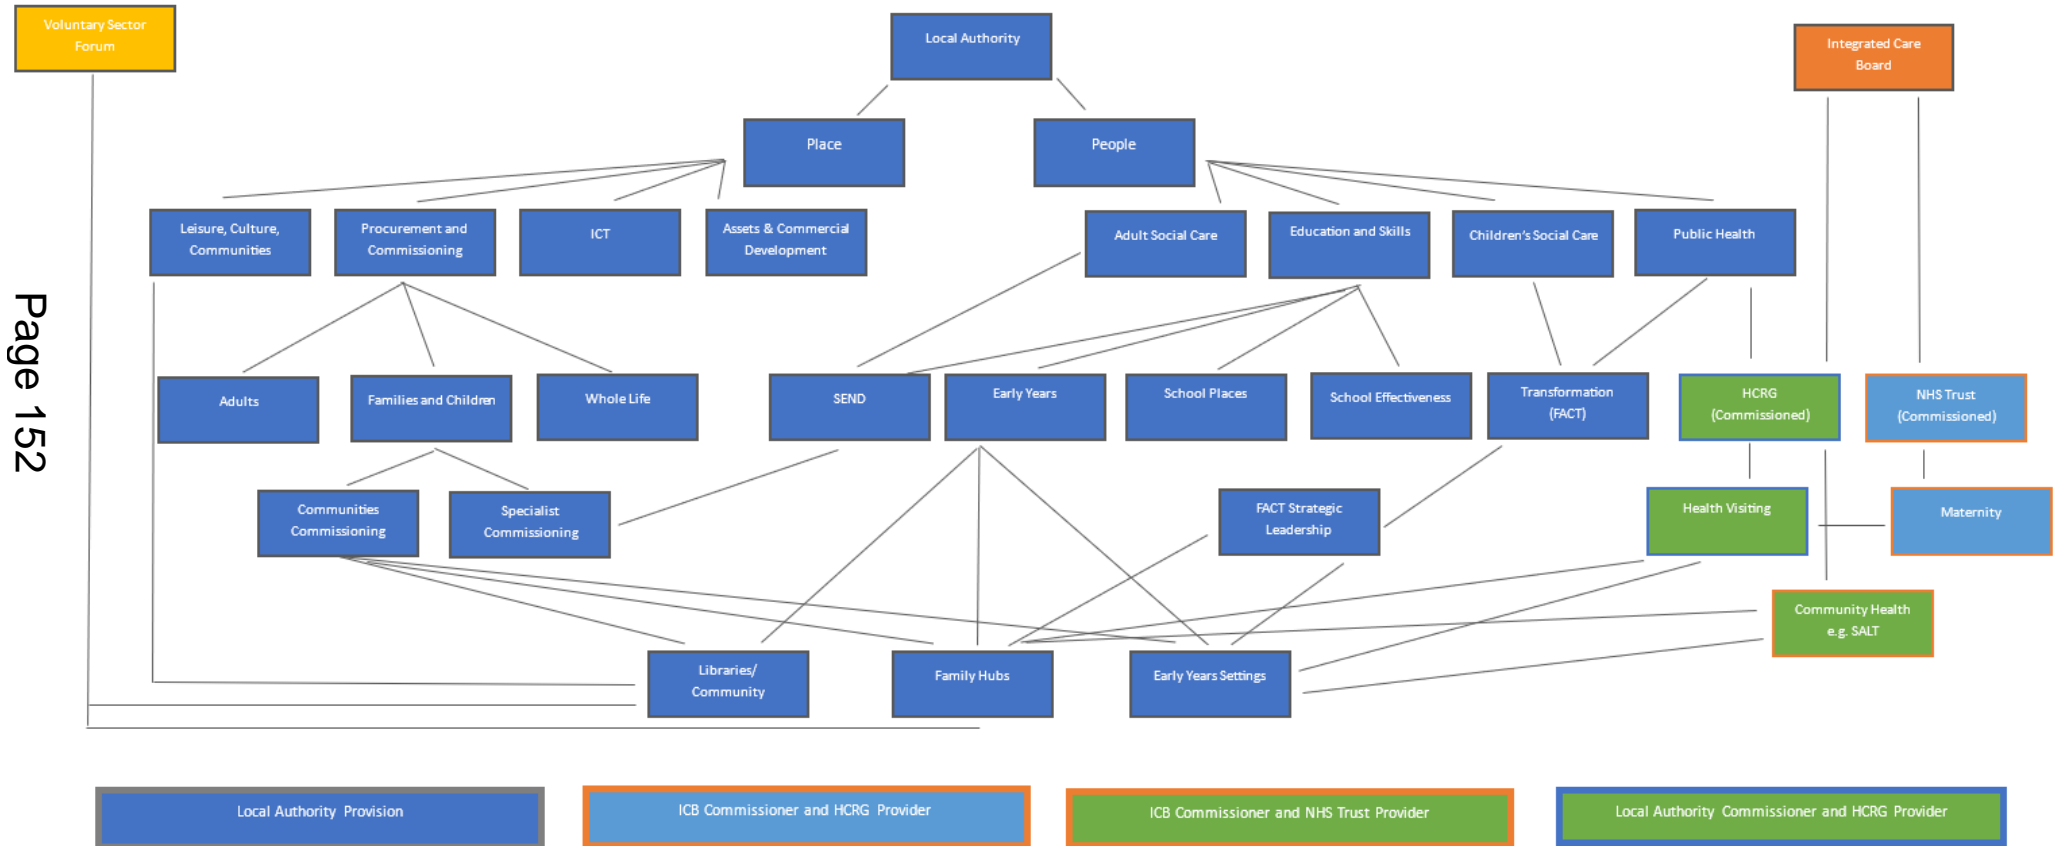 Voluntary Sector
Forum
Local Authority
Integrated Care
Board
Place
People
Leisure, Culture,
Communities
Procurement and
Commissioning
ICT
Assets & Commercial
Development
Adult Social Care
Education and Skills
Children's Social Care
Public Health
Page 152
Adults
Families and Children
Whole Life
SEND
Early Years
School Places
School Effectiveness
Transformation
(FACT)
HCRG
(Commissioned)
NHS Trust
(Commissioned)
Communities
Commissioning
Specialist
Commissioning
FACT Strategic
Leadership
Health Visiting
Maternity
Community Health
e.g. SALT
Libraries/
Community
Family Hubs
Early Years Settings
Local Authority Provision
ICB Commissioner and HCRG Provider
ICB Commissioner and NHS Trust Provider
Local Authority Commissioner and HCRG Provider